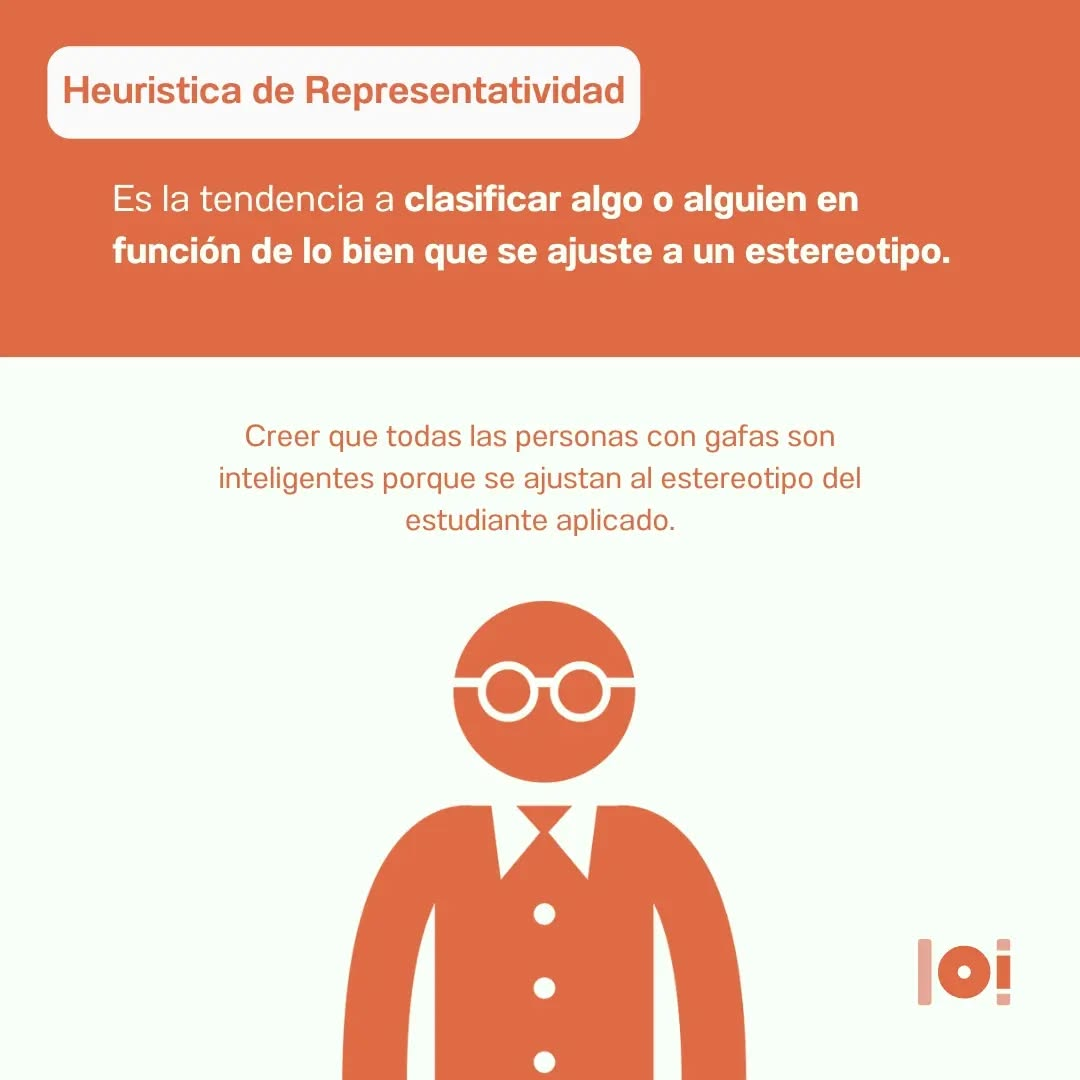 Heuristica de Representatividad
Es la tendencia a clasificar algo o alguien en
función de lo bien que se ajuste a un estereotipo.
Creer que todas las personas con gafas son
inteligentes porque se ajustan al estereotipo del
estudiante aplicado.
loi